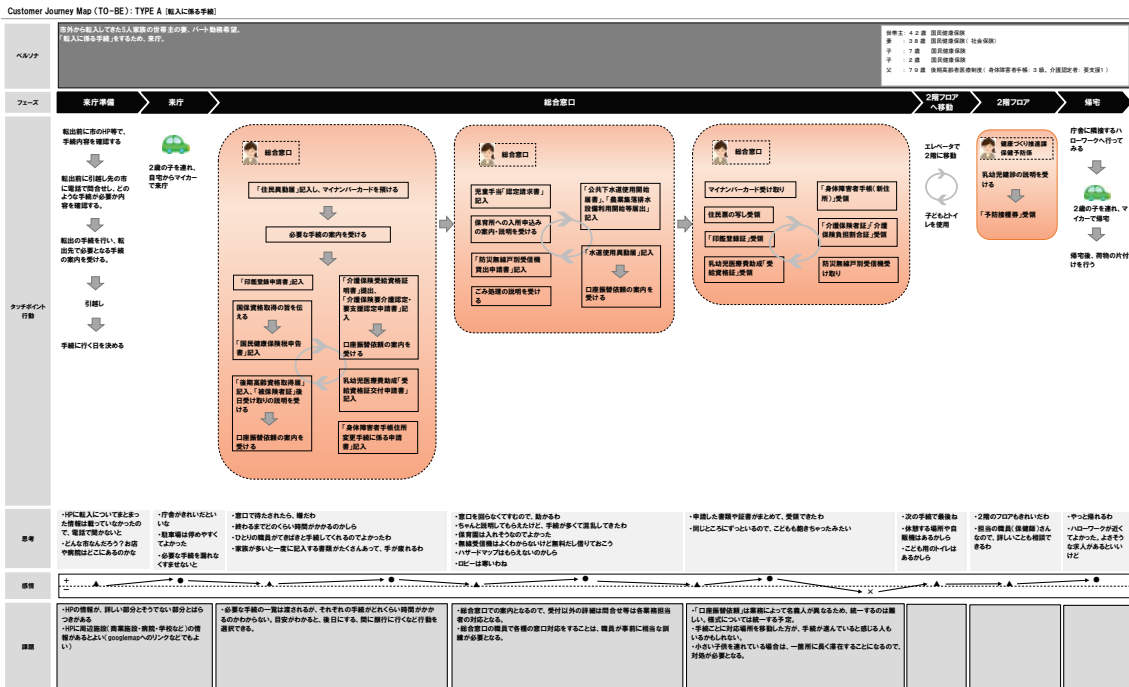 Customer Journey Map (TO-BE): TYPE A [転入に係る手続]
ペルソナ
市外から転入してきた5人家族の世帯主の妻、パート勤務希望。
「転入に係る手続」をするため、来庁。
世帯主: 42歳 国民健康保険
妻 : 38歳 国民健康保険(社会保険)
子 : 7歳 国民健康保険
子 : 2歳 国民健康保険
父 : 79歳 後期高齢者医療制度(身体障害者手帳:3級、介護認定者:要支援1)
フェーズ
来庁準備
来庁
総合窓口
2階フロア
へ移動
2階フロア
帰宅
タッチポイント
行動
転出前に市のHP等で、
手続内容を確認する
転出前に引越し先の市
に電話で問合せし、どの
ような手続が必要か内
容を確認する。
転出の手続を行い、転
出先で必要となる手続
の案内を受ける。
引越し
手続に行く日を決める
2歳の子を連れ、
自宅からマイカー
で来庁
総合窓口
「住民異動届」記入し、マイナンバーカードを預ける
必要な手続の案内を受ける
「印鑑登録申請書」記入
国保資格取得の旨を伝
える
「国民健康保険税申告
書」記入
「後期高齢資格取得届」
記入、「被保険者証」後
日受け取りの説明を受
ける
口座振替依頼の案内を
受ける
「介護保険受給資格証
明書」提出、
「介護保険要介護認定・
要支援認定申請書」記
入
口座振替依頼の案内を
受ける
乳幼児医療費助成「受
給資格証交付申請書」
記入
「身体障害者手帳住所
変更手続に係る申請
書」記入
総合窓口
児童手当「認定請求書」
記入
保育所への入所申込み
の案内・説明を受ける
「防災無線戸別受信機
貸出申請書」記入
ごみ処理の説明を受け
る
「公共下水道使用開始
届書」、「農業集落排水
設備利用開始等届出」
記入
「水道使用異動届」記入
口座振替依頼の案内を
受ける
総合窓口
マイナンバーカード受け取り
住民票の写し受領
「印鑑登録証」受領
乳幼児医療費助成「受
給資格証」受領
「身体障害者手帳(新住
所)」受領
「介護保険者証」「介護
保険負担割合証」受領
防災無線戸別受信機受
け取り
エレベータで
2階に移動
子どもとトイ
レを使用
健康づくり推進課
保健予防係
乳幼児健診の説明を受
ける
「予防接種券」受領
庁舎に隣接するハ
ローワークへ行って
みる
2歳の子を連れ、マ
イカーで帰宅
帰宅後、荷物の片付
けを行う
思考
・HPに転入についてまとまっ
た情報は載っていなかったの
で、電話で聞かないと
・どんな市なんだろう?お店
や病院はどこにあるのかな
・庁舎がきれいだとい
いな
・駐車場は停めやすく
てよかった
・必要な手続を漏れな
くすませないと
・窓口で待たされたら、嫌だわ
・終わるまでどのくらい時間がかかるのかしら
・ひとりの職員がてきぱきと手続してくれるのでよかったわ
・家族が多いと一度に記入する書類がたくさんあって、手が疲れるわ
・窓口を回らなくてすむので、助かるわ
・ちゃんと説明してもらえたけど、手続が多くて混乱してきたわ
・保育園は入れそうなのでよかった
・無線受信機はよくわからないけど無料だし借りておこう
・ハザードマップはもらえないのかしら
・ロビーは寒いわね
・申請した書類や証書がまとめて、受領できたわ
・同じところにずっといるので、こどもも飽きちゃったみたい
・次の手続で最後ね
・休憩する場所や自
販機はあるかしら
・こども用のトイレは
あるかしら
・2階のフロアもきれいだわ
・担当の職員(保健師)さん
なので、詳しいことも相談で
きるわ
・やっと帰れるわ
・ハローワークが近く
てよかった。よさそう
な求人があるといい
けど
感情
+
−
課題
・HPの情報が、詳しい部分とそうでない部分とばら
つきがある
・HPに周辺施設(商業施設・病院・学校など)の情
報があるとよい(googlemapへのリンクなどでもよ
い)
・必要な手続の一覧は渡されるが、それぞれの手続がどれくらい時間がかか
るのかわからない。目安がわかると、後日にする、間に銀行に行くなど行動を
選択できる。
・総合窓口での案内となるので、受付以外の詳細は問合せ等は各業務担当
者の対応となる。
・総合窓口の職員で各種の窓口対応をすることは、職員が事前に相当な訓
練が必要となる。
・「口座振替依頼」は業務によって名義人が異なるため、統一するのは難
しい。様式については統一する予定。
・手続ごとに対応場所を移動した方が、手続が進んでいると感じる人も
いるかもしれない。
・小さい子供を連れている場合は、一箇所に長く滞在することになるので、
対処が必要となる。